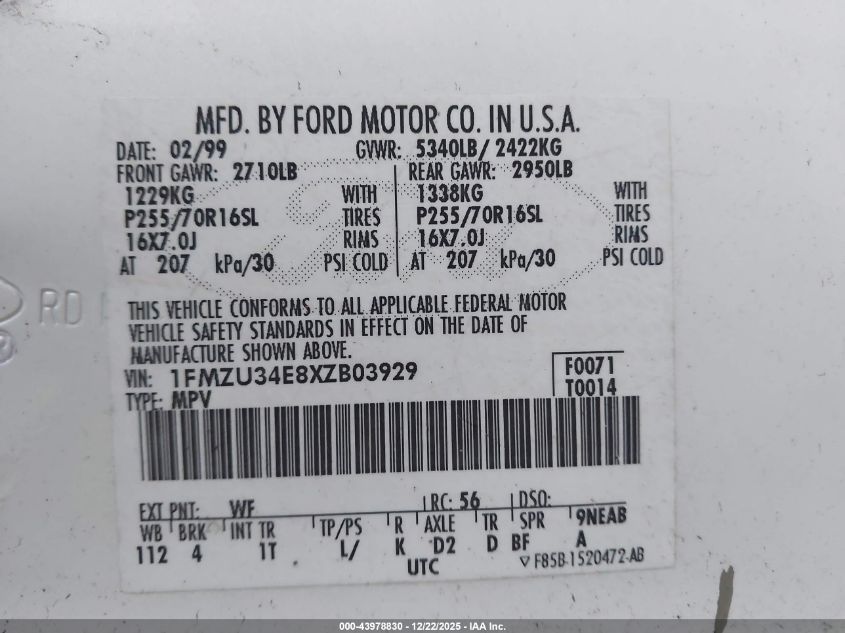 MFD. BY FORD MOTOR CO. IN U.S.A.
DATE: 02/99 GVWR: 5340LB/ 2422KG
FRONT GAWR: 2710LB REAR GAWR: 2950LB
1229KG WITH 1338KG WITH
P255/70R16SL TIRES P255/70R16SL TIRES
16X7.0J RIMS 16X7.0J RIMS
AT 207 kPa/30 PSI COLD AT 207 kPa/30 PSI COLD
THIS VEHICLE CONFORMS TO ALL APPLICABLE FEDERAL MOTOR
VEHICLE SAFETY STANDARDS IN EFFECT ON THE DATE OF
MANUFACTURE SHOWN ABOVE.
VIN: 1FMZU34E8XZB03929 F0071
TYPE: MPV T0014
EXT PNT: WF RC: 56 DSO:
WB BRK INT TR TP/PS R AXLE TR SPR 9NEAB
112 4 1T L/ K D2 D BF A
UTC F85B-1520472-AB
RD
000-43978830 - 12/22/2025 - IAA Inc.